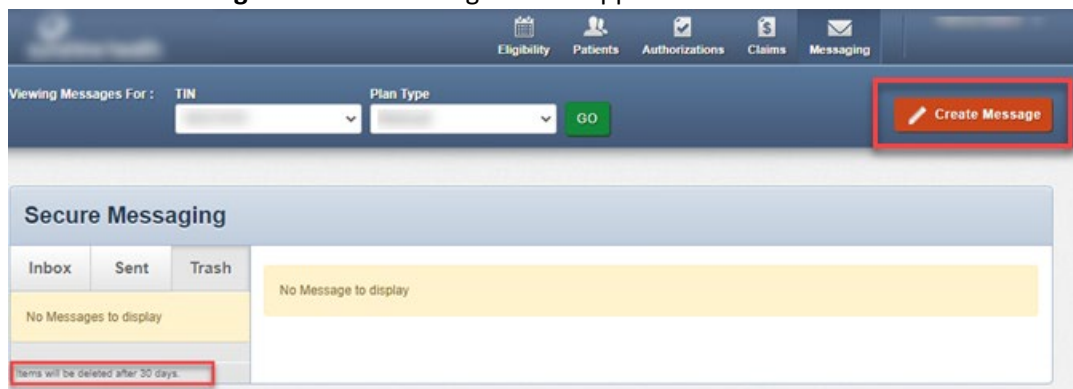 Eligibility Patients Authorizations Claims Messaging
Viewing Messages For : TIN Plan Type
GO
Create Message
Secure Messaging
Inbox Sent Trash
No Message to display
No Messages to display
Items will be deleted after 30 days.